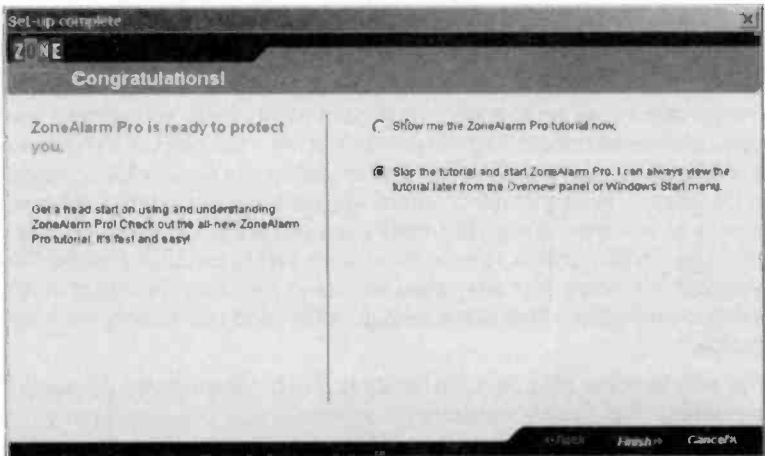 Set-up complete
ZONE
Congratulations!
ZoneAlarm Pro is ready to protect
you.
Get a head start on using and understanding
ZoneAlarm Pro! Check out the all-new ZoneAlarm
Pro tutorial. It's fast and easy!
Show me the ZoneAlarm Pro tutorial now.
Skip the tutorial and start ZoneAlarm Pro. I can always view the
tutorial later from the Overview panel or Windows Start menu.
Back
Finish
Cancel